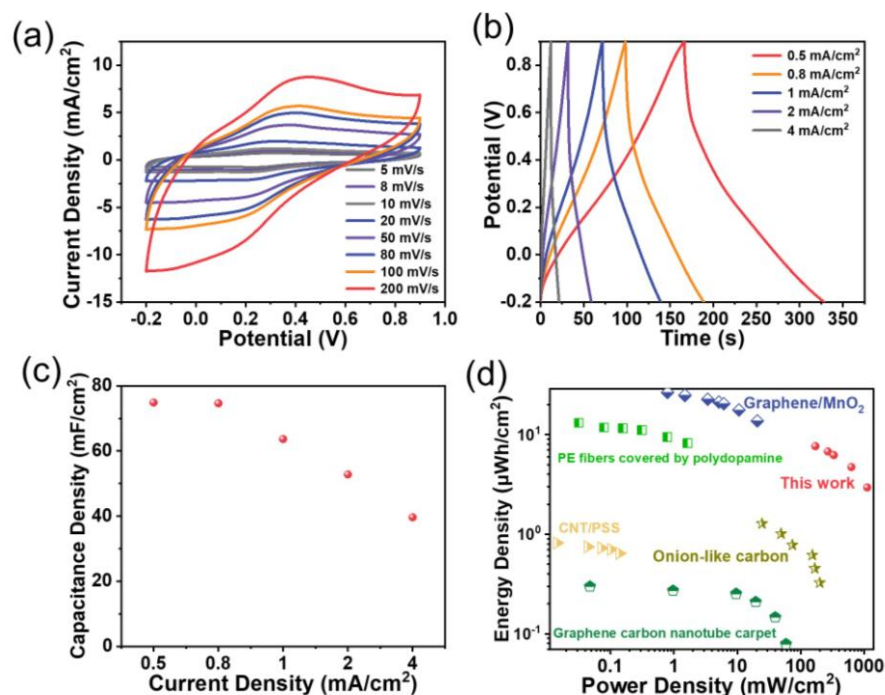 (a)
Current Density (mA/cm²)
10
5
0
-5
-10
-15
5 mV/s
8 mV/s
10 mV/s
20 mV/s
50 mV/s
80 mV/s
100 mV/s
200 mV/s
-0.2 0.0 0.2 0.4 0.6 0.8 1.0
Potential (V)
(b)
Potential (V)
0.8
0.6
0.4
0.2
0.0
-0.2
0.5 mA/cm²
0.8 mA/cm²
1 mA/cm²
2 mA/cm²
4 mA/cm²
0 50 100 150 200 250 300 350
Time (s)
(c)
Capacitance Density (mF/cm²)
80
60
40
20
0
0.5 0.8 1 2 4
Current Density (mA/cm²)
(d)
Energy Density (μWh/cm²)
10¹
10⁰
10⁻¹
Graphene/MnO₂
PE fibers covered by polydopamine
This work
CNT/PSS
Onion-like carbon
Graphene carbon nanotube carpet
0.1 1 10 100 1000
Power Density (mW/cm²)